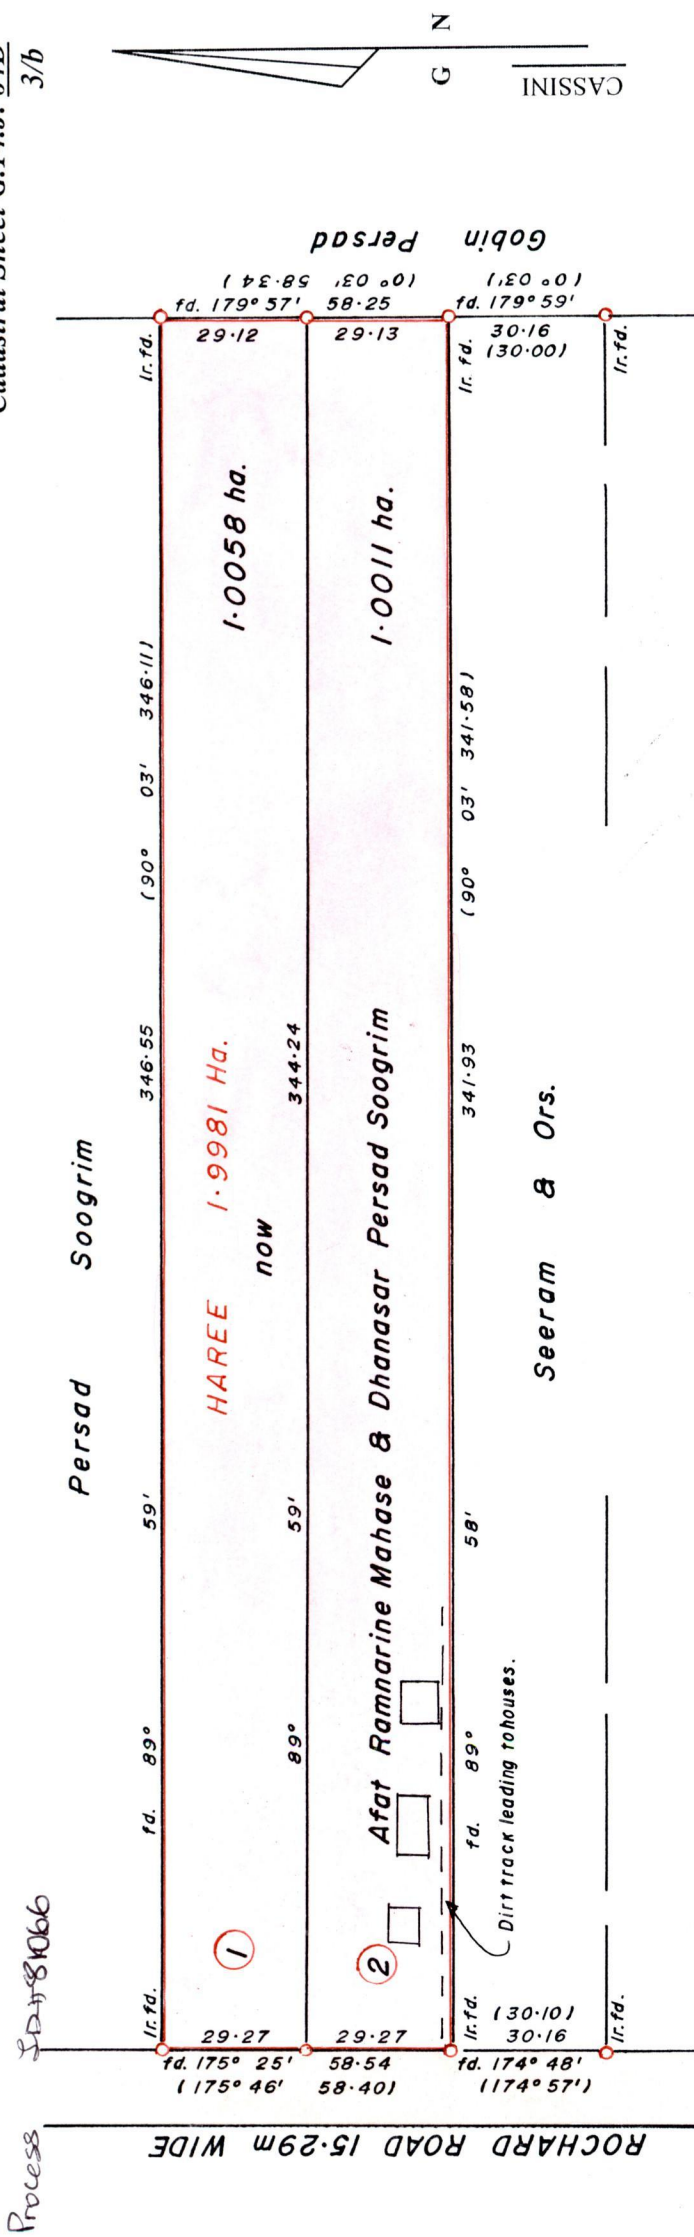 Process
3/b
G N
CASSINI
Persad Soogrim
Ir. fd.
fd. 89° 59' 346·55 (90° 03' 346·11)
Ir. fd.
1
HAREE 1·9981 Ha.
now
1·0058 ha.
89° 59' 344·24
2
Afat Ramnarine Mahase & Dhanasar Persad Soogrim
1·0011 ha.
Ir. fd.
fd. 89° 58' 341·93 (90° 03' 341·58)
Ir. fd.
Dirt track leading to houses.
Seeram & Ors.
Ir. fd.
Ir. fd.
ROCHARD ROAD 15·29m WIDE
29·27
29·27
fd. 175° 25' 58·54
(175° 46' 58·40)
(30·10)
30·16
fd. 174° 48'
(174° 57')
Gobin Persad
(0° 03' 58·34)
fd. 179° 57' 58·25
29·12
29·13
(0° 03')
fd. 179° 59'
30·16
(30·00)